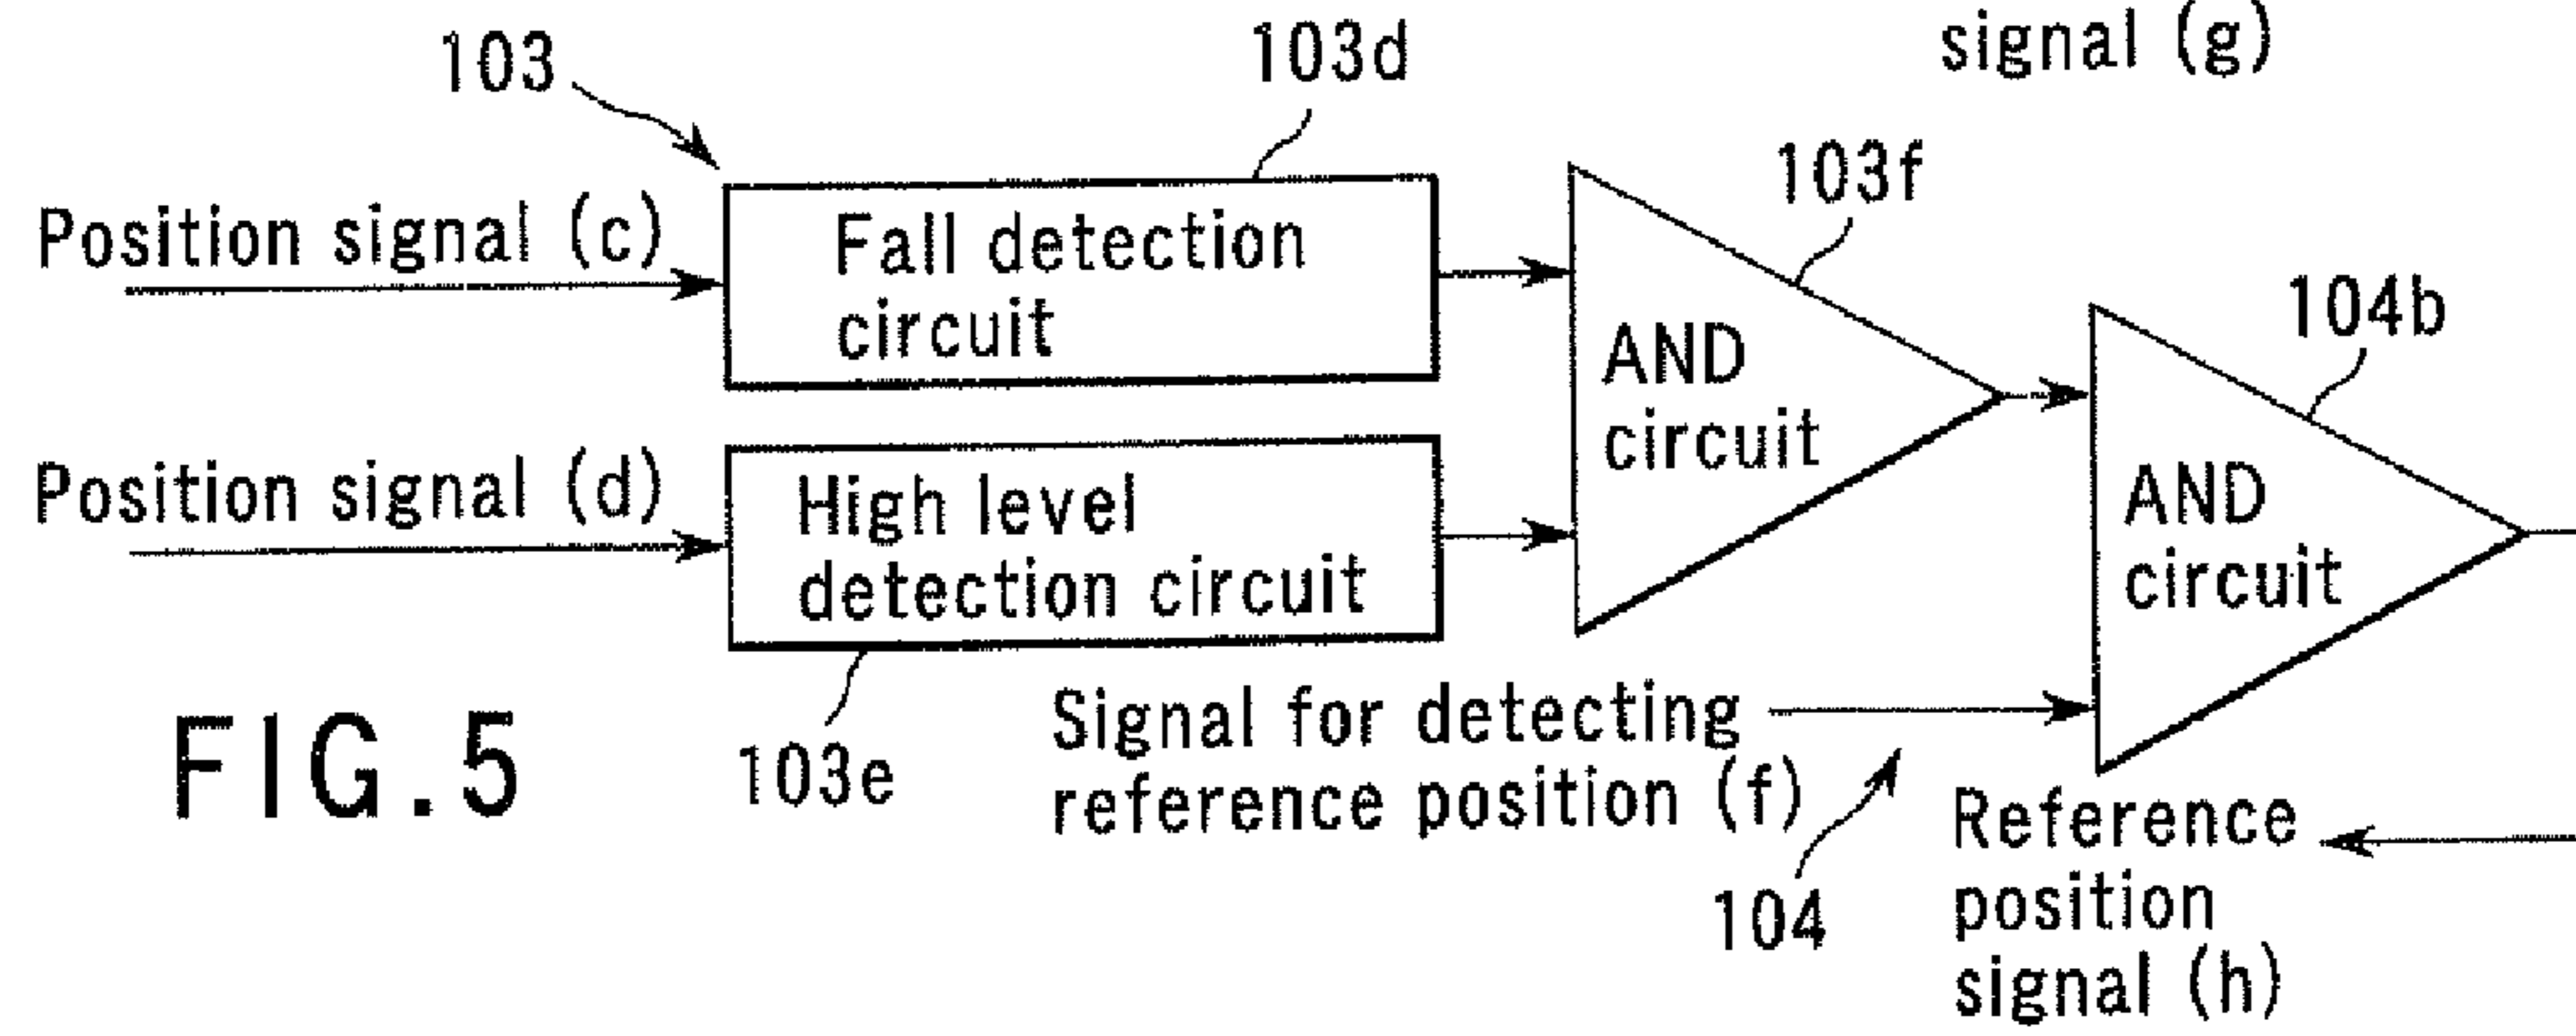 signal (g)
103
103d
103f
Position signal (c)
Fall detection
circuit
AND
circuit
104b
Position signal (d)
High level
detection circuit
AND
circuit
103e
Signal for detecting
reference position (f)
104
Reference
position
signal (h)
FIG.5